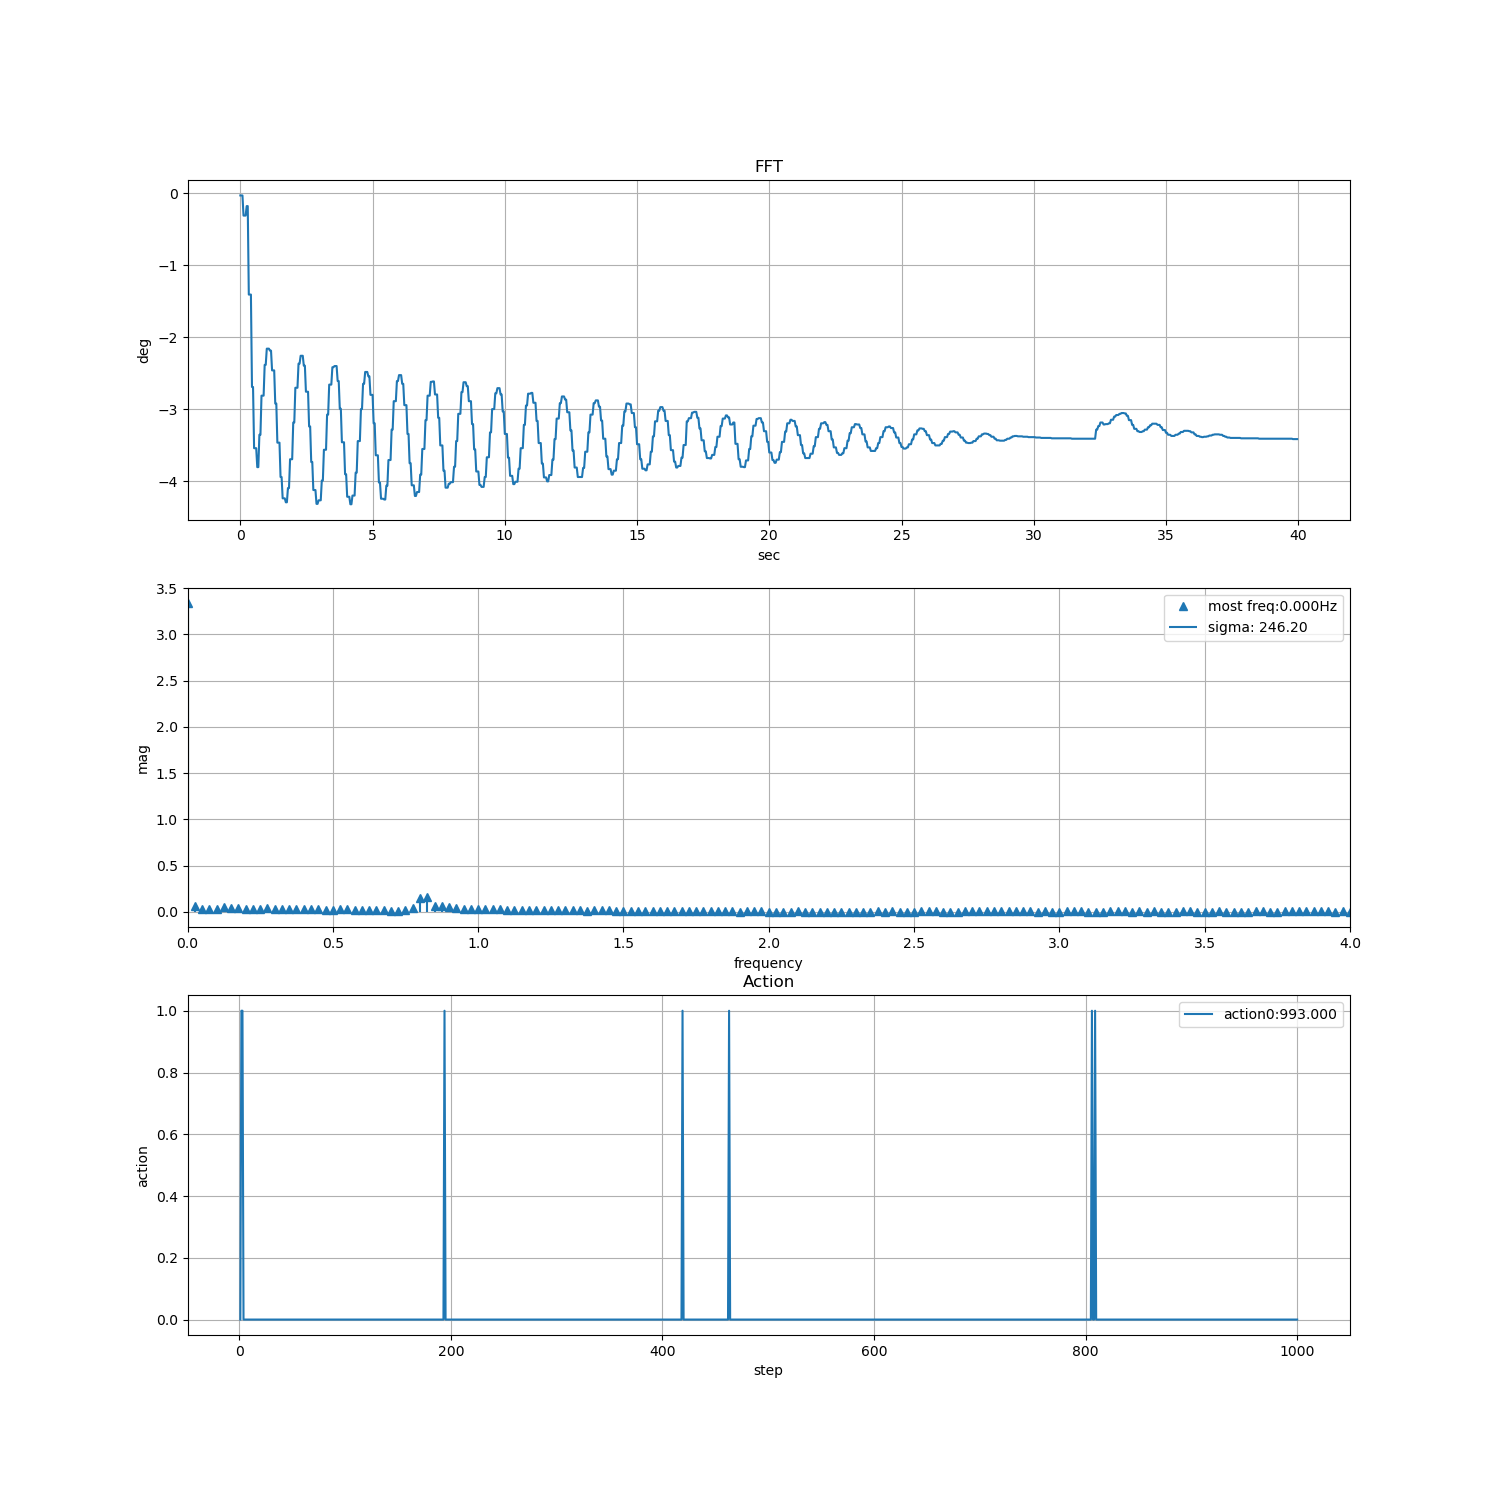 FFT
0
−1
−2
−3
−4
deg
0 5 10 15 20 25 30 35 40
sec
3.5
3.0
2.5
2.0
1.5
1.0
0.5
0.0
mag
most freq:0.000Hz
sigma: 246.20
0.0 0.5 1.0 1.5 2.0 2.5 3.0 3.5 4.0
frequency
Action
1.0
0.8
0.6
0.4
0.2
0.0
action
action0:993.000
0 200 400 600 800 1000
step